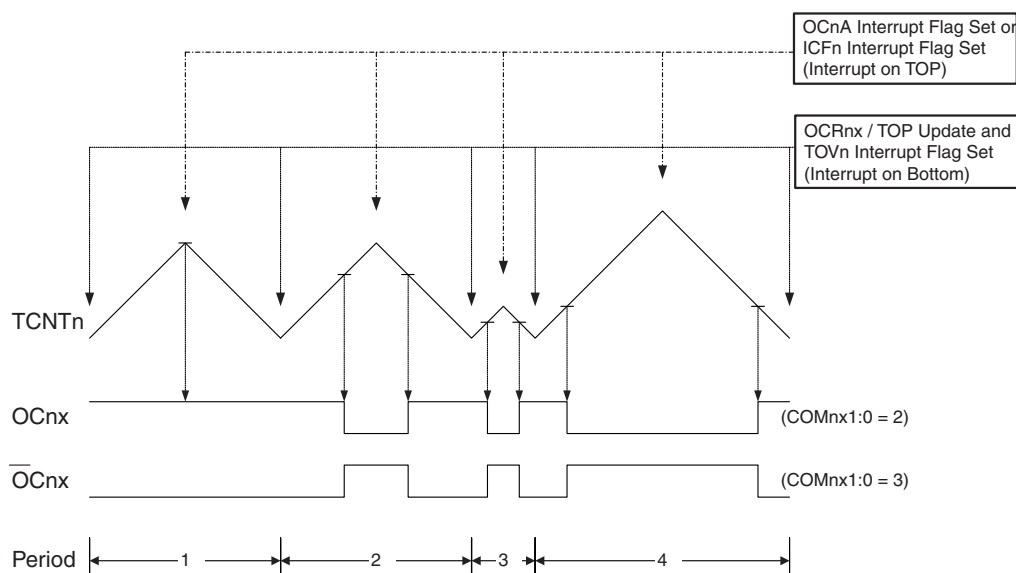 OCnA Interrupt Flag Set or
ICFn Interrupt Flag Set
(Interrupt on TOP)
OCRnx / TOP Update and
TOVn Interrupt Flag Set
(Interrupt on Bottom)
TCNTn
OCnx
(COMnx1:0 = 2)
OCnx
(COMnx1:0 = 3)
Period
1
2
3
4